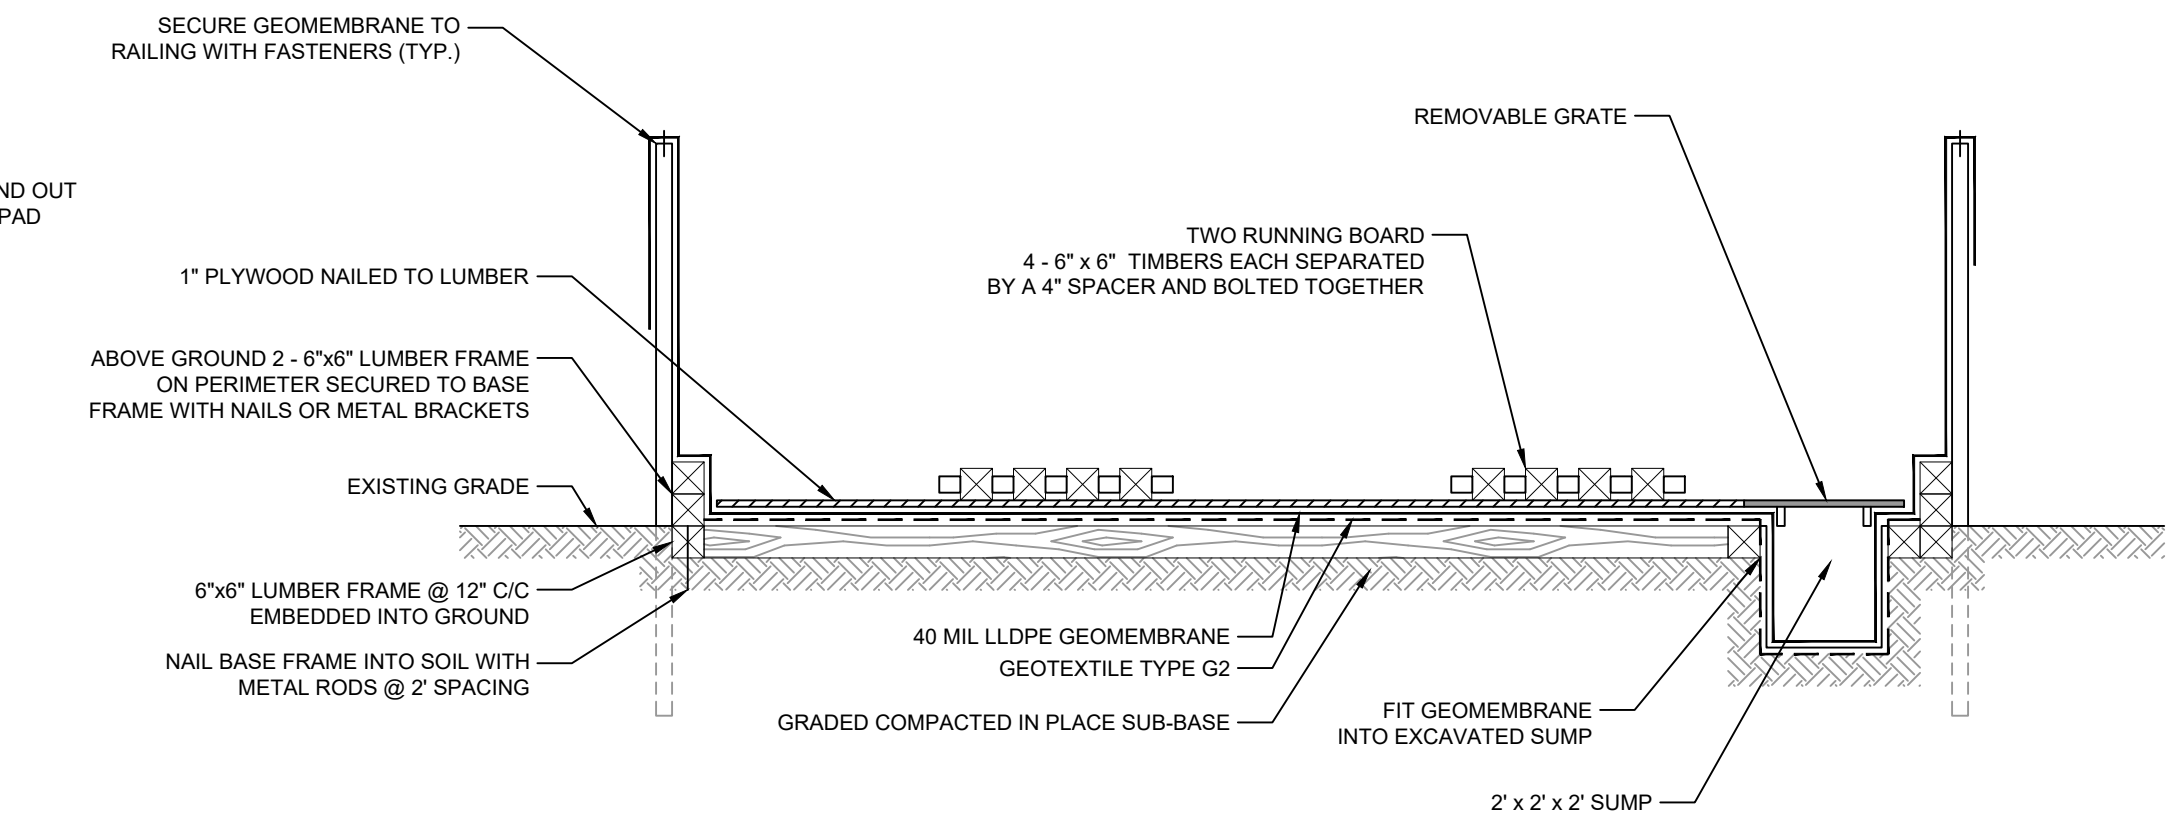 SECURE GEOMEMBRANE TO
RAILING WITH FASTENERS (TYP.)
REMOVABLE GRATE
OUT
PAD
TWO RUNNING BOARD
4 - 6" x 6" TIMBERS EACH SEPARATED
BY A 4" SPACER AND BOLTED TOGETHER
1" PLYWOOD NAILED TO LUMBER
ABOVE GROUND 2 - 6"x6" LUMBER FRAME
ON PERIMETER SECURED TO BASE
FRAME WITH NAILS OR METAL BRACKETS
EXISTING GRADE
6"x6" LUMBER FRAME @ 12" C/C
EMBEDDED INTO GROUND
NAIL BASE FRAME INTO SOIL WITH
METAL RODS @ 2' SPACING
40 MIL LLDPE GEOMEMBRANE
GEOTEXTILE TYPE G2
GRADED COMPACTED IN PLACE SUB-BASE
FIT GEOMEMBRANE
INTO EXCAVATED SUMP
2' x 2' x 2' SUMP